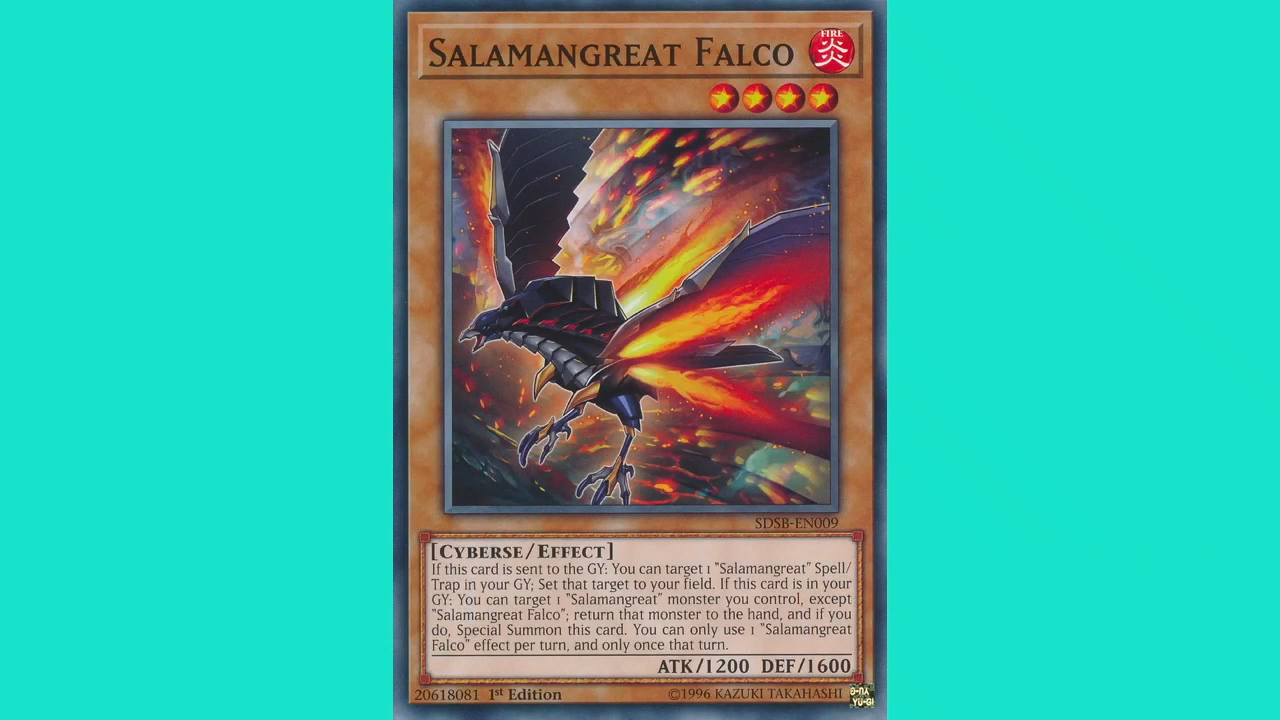 SALAMANGREAT FALCO
FIRE
炎
SDSB-EN009
[CYBERSE/EFFECT]
If this card is sent to the GY: You can target 1 "Salamangreat" Spell/
Trap in your GY; Set that target to your field. If this card is in your
GY: You can target 1 "Salamangreat" monster you control, except
"Salamangreat Falco"; return that monster to the hand, and if you
do, Special Summon this card. You can only use 1 "Salamangreat
Falco" effect per turn, and only once that turn.
ATK/1200 DEF/1600
20618081 1st Edition
©1996 KAZUKI TAKAHASHI